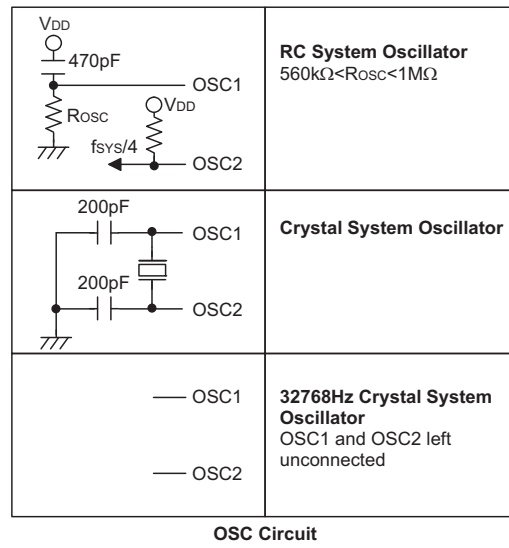 VDD
470pF
OSC1
ROSC
VDD
fSYS/4
OSC2
RC System Oscillator
560kΩ<ROSC<1MΩ
200pF
OSC1
200pF
OSC2
Crystal System Oscillator
OSC1
OSC2
32768Hz Crystal System
Oscillator
OSC1 and OSC2 left
unconnected
OSC Circuit